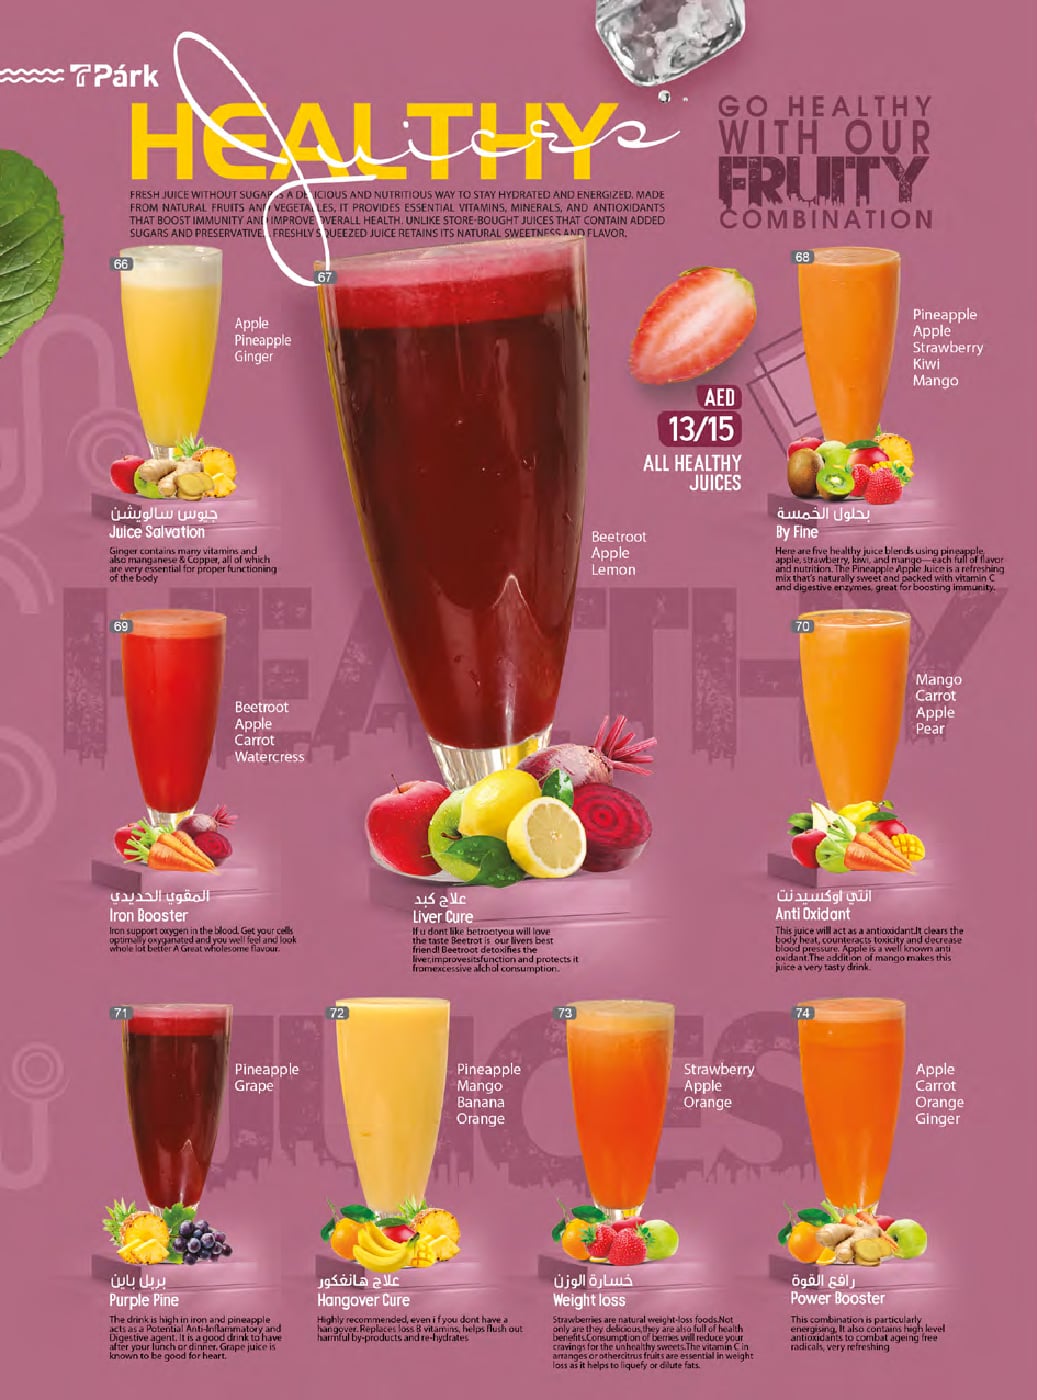 TPárk
HEALTHY
Juices
FRESH JUICE WITHOUT SUGAR IS A DELICIOUS AND NUTRITIOUS WAY TO STAY HYDRATED AND ENERGIZED. MADE
FROM NATURAL FRUITS AND VEGETABLES, IT PROVIDES ESSENTIAL VITAMINS, MINERALS, AND ANTIOXIDANTS
THAT BOOST IMMUNITY AND IMPROVE OVERALL HEALTH. UNLIKE STORE-BOUGHT JUICES THAT CONTAIN ADDED
SUGARS AND PRESERVATIVES, FRESHLY SQUEEZED JUICE RETAINS ITS NATURAL SWEETNESS AND FLAVOR.
GO HEALTHY
WITH OUR
FRUITY
COMBINATION
66
Apple
Pineapple
Ginger
جيوس سالويشن
Juice Salvation
Ginger contains many vitamins and
also manganese & Copper, all of which
are very essential for proper functioning
of the body
67
Beetroot
Apple
Lemon
علاج كبد
Liver Cure
If u dont like betrootyou will love
the taste Beetrot is our livers best
friend! Beetroot detoxifies the
liver,improvesitsfunction and protects it
fromexcessive alchol consumption.
AED
13/15
ALL HEALTHY
JUICES
68
Pineapple
Apple
Strawberry
Kiwi
Mango
بحلول الخمسة
By Fine
Here are five healthy juice blends using pineapple,
apple, strawberry, kiwi, and mango—each full of flavor
and nutrition. The Pineapple Apple Juice is a refreshing
mix that's naturally sweet and packed with vitamin C
and digestive enzymes, great for boosting immunity.
HEALTHY
69
Beetroot
Apple
Carrot
Watercress
المقوي الحديدي
Iron Booster
Iron support oxygen in the blood. Get your cells
optimally oxyganated and you well feel and look
whole lot better A Great wholesome flavour.
70
Mango
Carrot
Apple
Pear
انتي اوكسيدنت
Anti Oxidant
This juice will act as a antioxidant.It clears the
body heat, counteracts toxicity and decrease
blood pressure. Apple is a well known anti
oxidant.The addition of mango makes this
juice a very tasty drink.
JUICES
71
Pineapple
Grape
بربل باين
Purple Pine
The drink is high in iron and pineapple
acts as a Potential Anti-Inflammatory and
Digestive agent. It is a good drink to have
after your lunch or dinner. Grape juice is
known to be good for heart.
72
Pineapple
Mango
Banana
Orange
علاج هانغكور
Hangover Cure
Highly recommended, even if you dont have a
hangover. Replaces loss B vitamins, helps flush out
harmful by-products and re-hydrates
73
Strawberry
Apple
Orange
خسارة الوزن
Weight loss
Strawberries are natural weight-loss foods.Not
only are they delicious,they are also full of health
benefits.Consumption of berries will reduce your
cravings for the unhealthy sweets.The vitamin C in
arranges or othercitrus fruits are essential in weight
loss as it helps to liquefy or dilute fats.
74
Apple
Carrot
Orange
Ginger
رافع القوة
Power Booster
This combination is particularly
energising, It also contains high level
antioxidants to combat ageing free
radicals, very refreshing